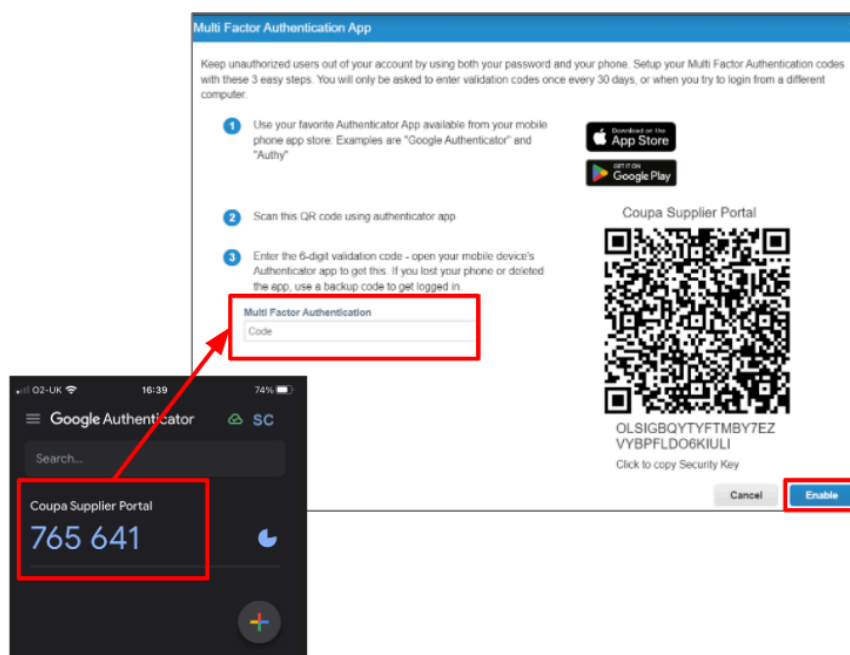 Multi Factor Authentication App
Keep unauthorized users out of your account by using both your password and your phone. Setup your Multi Factor Authentication codes
with these 3 easy steps. You will only be asked to enter validation codes once every 30 days, or when you try to login from a different
computer.
1 Use your favorite Authenticator App available from your mobile
phone app store: Examples are "Google Authenticator" and
"Authy"
Download on the
App Store
GET IT ON
Google Play
2 Scan this QR code using authenticator app
Coupa Supplier Portal
3 Enter the 6-digit validation code - open your mobile device's
Authenticator app to get this. If you lost your phone or deleted
the app, use a backup code to get logged in.
Multi Factor Authentication
Code
OLSIGBQYTYFTMBY7EZ
VYBPFLDO6KIULI
Click to copy Security Key
Cancel
Enable
O2-UK
16:39
74%
Google Authenticator
SC
Search...
Coupa Supplier Portal
765 641